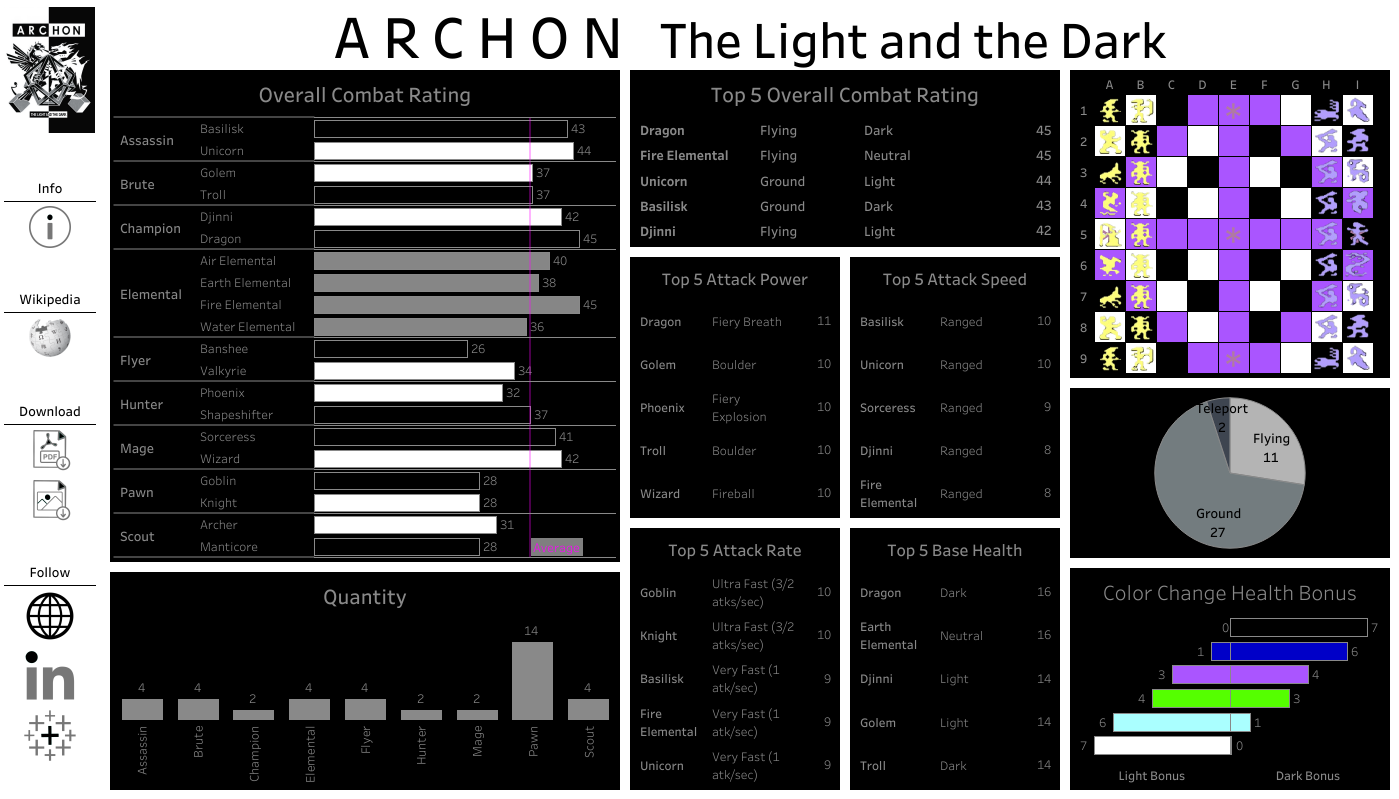 ARCHON
THE LIGHT AND THE DARK
ARCHON The Light and the Dark
Info
Wikipedia
Download
PDF
Follow
in
Overall Combat Rating
Assassin
Basilisk 43
Unicorn 44
Brute
Golem 37
Troll 37
Champion
Djinni 42
Dragon 45
Elemental
Air Elemental 40
Earth Elemental 38
Fire Elemental 45
Water Elemental 36
Flyer
Banshee 26
Valkyrie 34
Hunter
Phoenix 32
Shapeshifter 37
Mage
Sorceress 41
Wizard 42
Pawn
Goblin 28
Knight 28
Scout
Archer 31
Manticore 28
Average
Quantity
4 4 2 4 4 2 2 14 4
Assassin Brute Champion Elemental Flyer Hunter Mage Pawn Scout
Top 5 Overall Combat Rating
Dragon Flying Dark 45
Fire Elemental Flying Neutral 45
Unicorn Ground Light 44
Basilisk Ground Dark 43
Djinni Flying Light 42
Top 5 Attack Power
Dragon Fiery Breath 11
Golem Boulder 10
Phoenix Fiery
Explosion 10
Troll Boulder 10
Wizard Fireball 10
Top 5 Attack Speed
Basilisk Ranged 10
Unicorn Ranged 10
Sorceress Ranged 9
Djinni Ranged 8
Fire
Elemental Ranged 8
Top 5 Attack Rate
Goblin Ultra Fast (3/2
atks/sec) 10
Knight Ultra Fast (3/2
atks/sec) 10
Basilisk Very Fast (1
atk/sec) 9
Fire
Elemental Very Fast (1
atk/sec) 9
Unicorn Very Fast (1
atk/sec) 9
Top 5 Base Health
Dragon Dark 16
Earth
Elemental Neutral 16
Djinni Light 14
Golem Light 14
Troll Dark 14
A B C D E F G H I
1
2
3
4
5
6
7
8
9
Teleport
2
Flying
11
Ground
27
Color Change Health Bonus
0 7
1 6
3 4
4 3
6 1
7 0
Light Bonus Dark Bonus